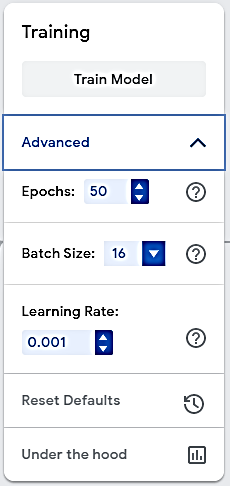 Training
Train Model
Advanced
Epochs: 50
Batch Size: 16
Learning Rate:
0.001
Reset Defaults
Under the hood